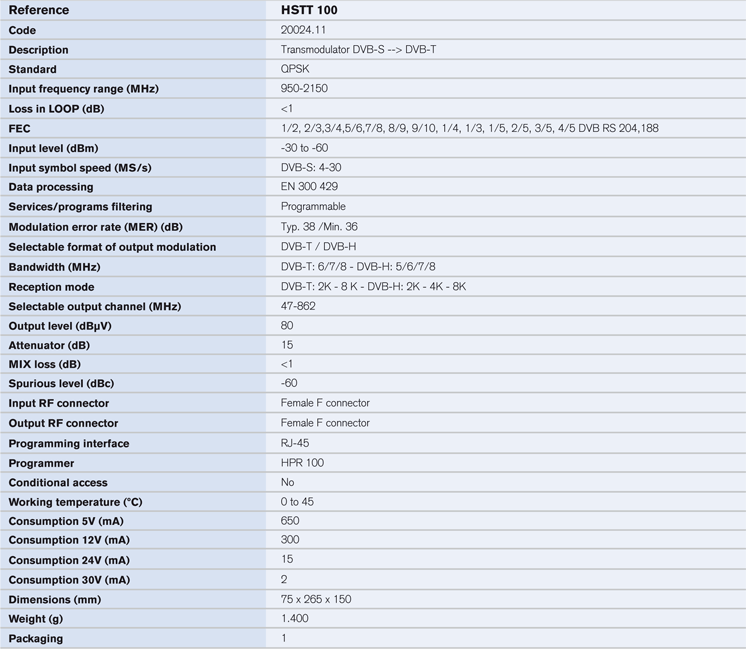 Reference HSTT 100
Code 20024.11
Description Transmodulator DVB-S --> DVB-T
Standard QPSK
Input frequency range (MHz) 950-2150
Loss in LOOP (dB) <1
FEC 1/2, 2/3,3/4,5/6,7/8, 8/9, 9/10, 1/4, 1/3, 1/5, 2/5, 3/5, 4/5 DVB RS 204,188
Input level (dBm) -30 to -60
Input symbol speed (MS/s) DVB-S: 4-30
Data processing EN 300 429
Services/programs filtering Programmable
Modulation error rate (MER) (dB) Typ. 38 /Min. 36
Selectable format of output modulation DVB-T / DVB-H
Bandwidth (MHz) DVB-T: 6/7/8 - DVB-H: 5/6/7/8
Reception mode DVB-T: 2K - 8 K - DVB-H: 2K - 4K - 8K
Selectable output channel (MHz) 47-862
Output level (dBµV) 80
Attenuator (dB) 15
MIX loss (dB) <1
Spurious level (dBc) -60
Input RF connector Female F connector
Output RF connector Female F connector
Programming interface RJ-45
Programmer HPR 100
Conditional access No
Working temperature (°C) 0 to 45
Consumption 5V (mA) 650
Consumption 12V (mA) 300
Consumption 24V (mA) 15
Consumption 30V (mA) 2
Dimensions (mm) 75 x 265 x 150
Weight (g) 1.400
Packaging 1